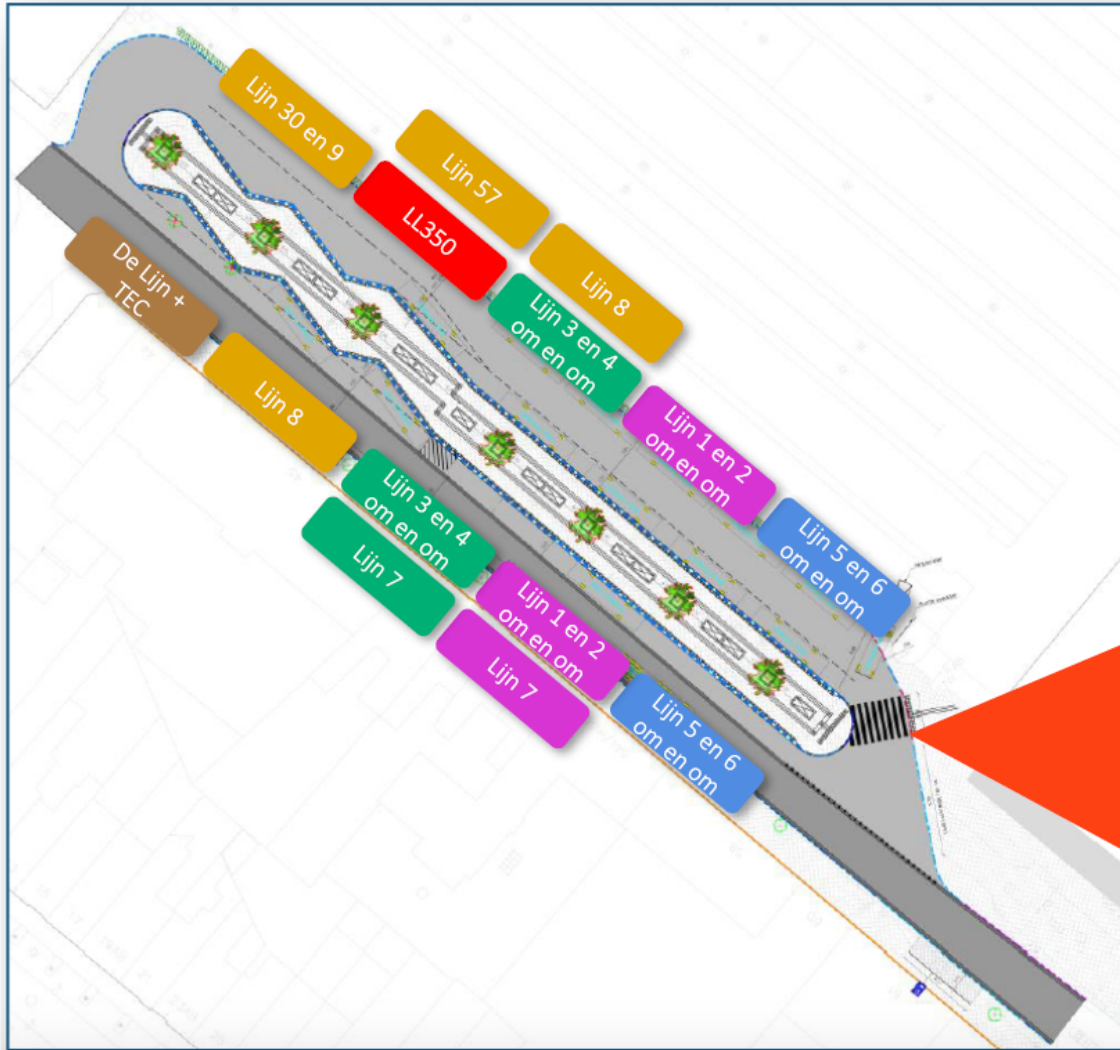 Lijn 30 en 9
Lijn 57
LL350
Lijn 8
Lijn 3 en 4
om en om
Lijn 1 en 2
om en om
Lijn 5 en 6
om en om
De Lijn +
TEC
Lijn 8
Lijn 3 en 4
om en om
Lijn 7
Lijn 1 en 2
om en om
Lijn 7
Lijn 5 en 6
om en om